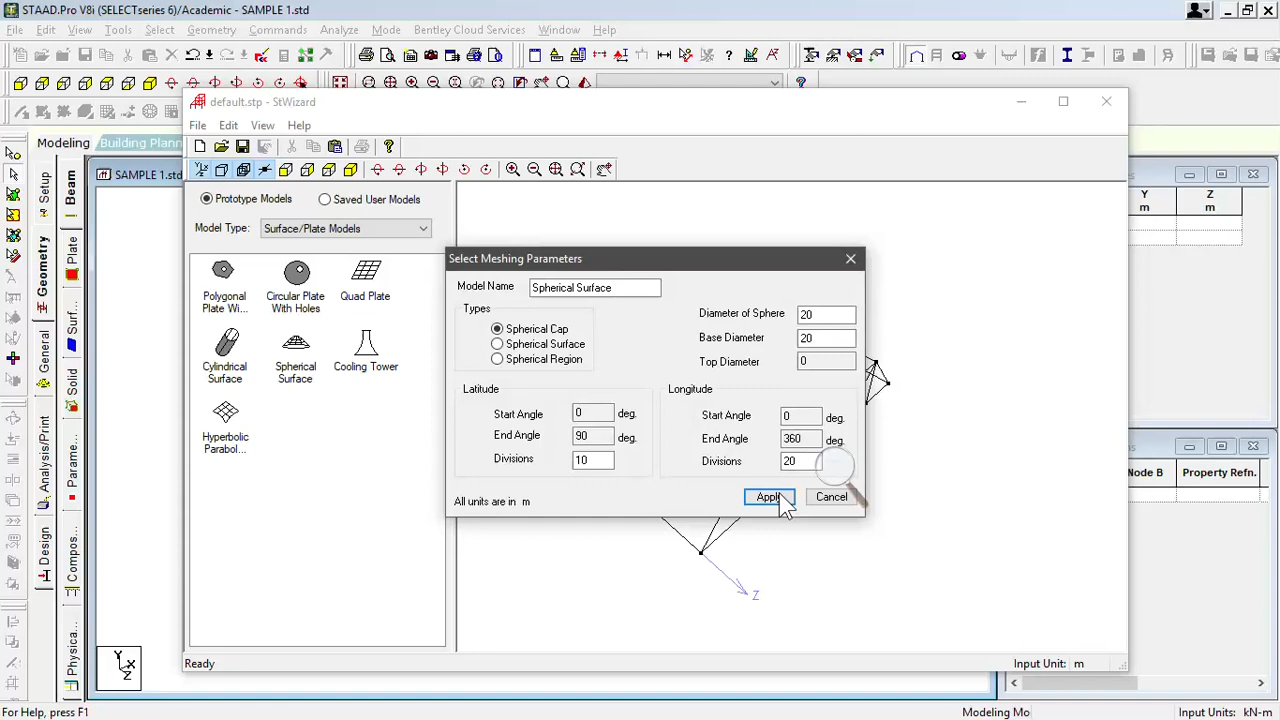 STAAD.Pro V8i (SELECTseries 6)/Academic - SAMPLE 1.std
File Edit View Tools Select Geometry Commands Analyze Mode Bentley Cloud Services Window Help
Modeling Building Plann
SAMPLE 1.std
default.stp - StWizard
File Edit View Help
Prototype Models Saved User Models
Model Type: Surface/Plate Models
Polygonal Plate Wi...
Circular Plate With Holes
Quad Plate
Cylindrical Surface
Spherical Surface
Cooling Tower
Hyperbolic Parabol...
Select Meshing Parameters
Model Name Spherical Surface
Types
Spherical Cap
Spherical Surface
Spherical Region
Diameter of Sphere 20
Base Diameter 20
Top Diameter 0
Latitude
Start Angle 0 deg.
End Angle 90 deg.
Divisions 10
Longitude
Start Angle 0 deg.
End Angle 360 deg.
Divisions 20
All units are in m
Apply Cancel
Z
Ready Input Unit: m
Setup
Geometry
General
Analysis/Print
Design
Beam
Plate
Surf...
Solid
Parame...
Compos...
Physica...
Y X Z
Y m
Z m
Node B Property Refn.
For Help, press F1 Modeling Mo Input Units: kN-m